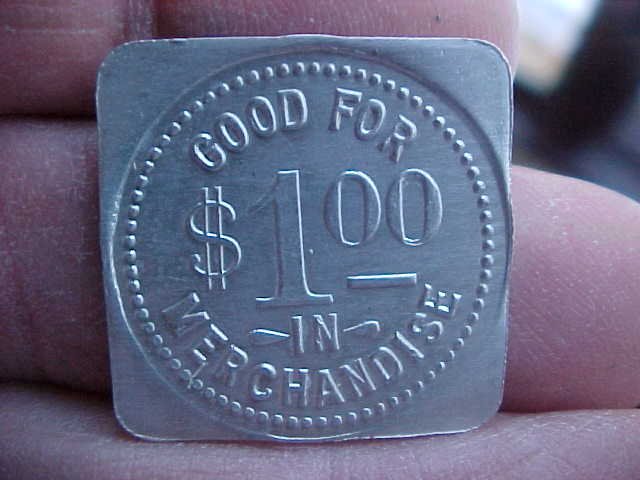 GOOD FOR
$1.00
IN
MERCHANDISE